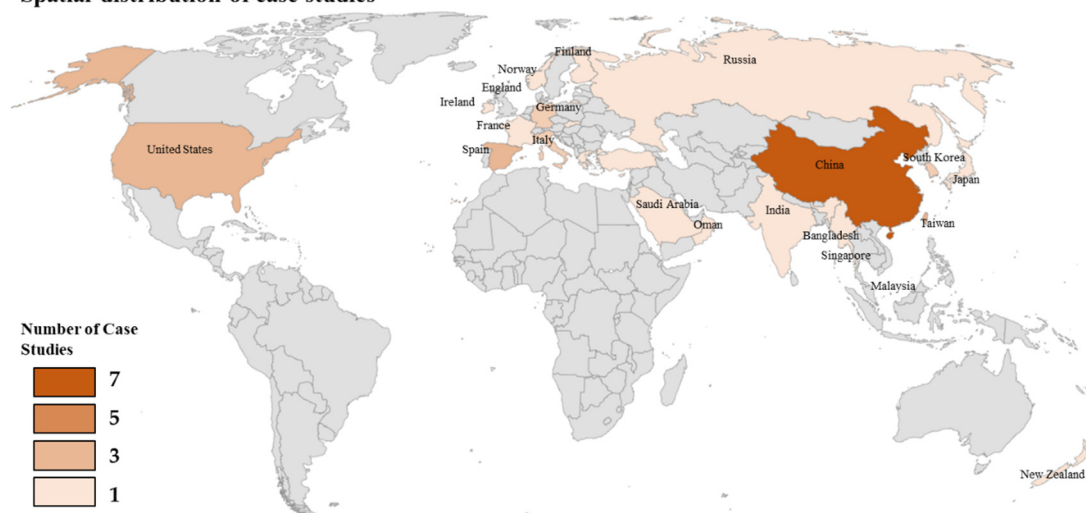 Spatial distribution of case studies
Finland
Russia
Norway
England
Ireland
Germany
France
United States
Italy
Spain
South Korea
China
Japan
Saudi Arabia
India
Oman
Taiwan
Bangladesh
Singapore
Malaysia
Number of Case
Studies
7
5
3
1
New Zealand